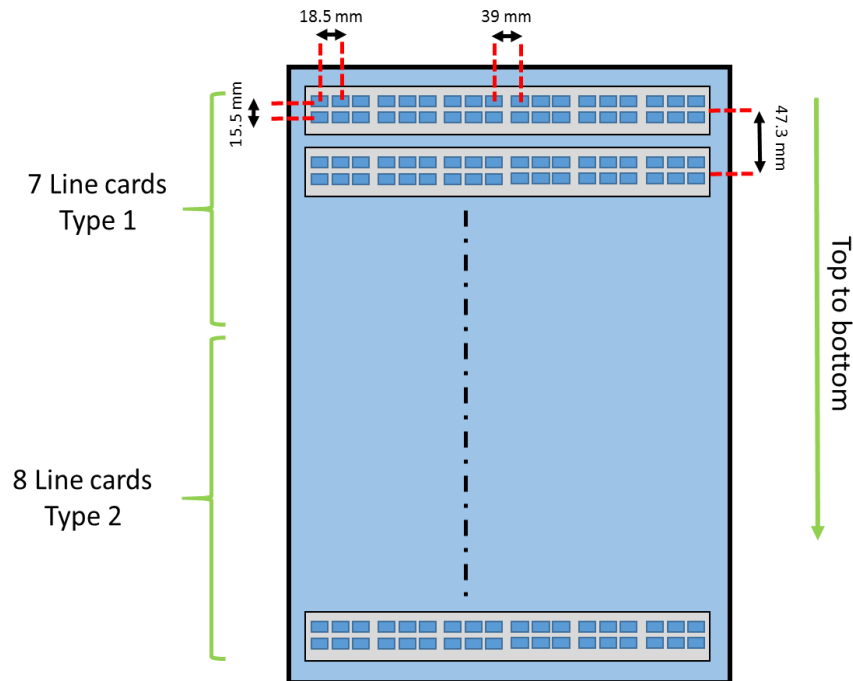 18.5 mm
39 mm
15.5 mm
47.3 mm
7 Line cards
Type 1
Top to bottom
8 Line cards
Type 2